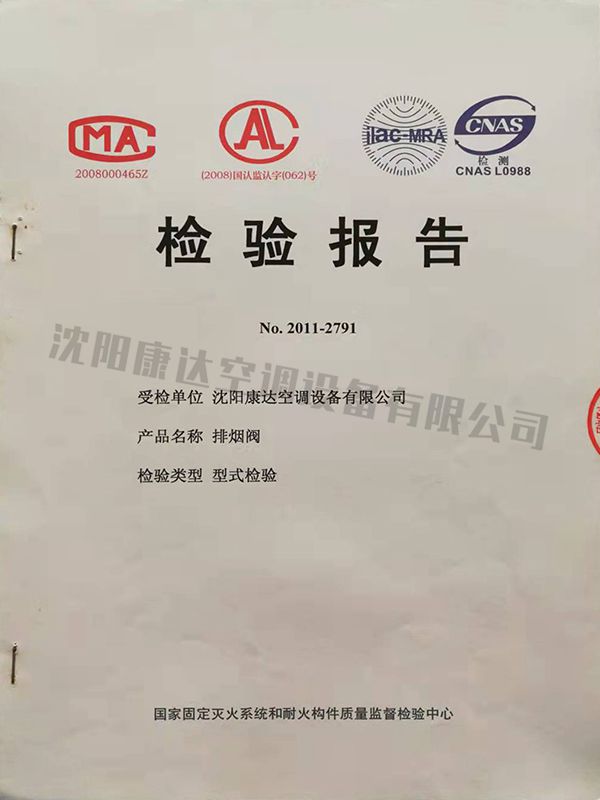 MA
2008000465Z
CAL
(2008)国认监认字(062)号
ilac-MRA
CNAS
检测
CNAS L0988
检验报告
No. 2011-2791
沈阳康达空调设备有限公司
受检单位 沈阳康达空调设备有限公司
产品名称 排烟阀
检验类型 型式检验
国家固定灭火系统和耐火构件质量监督检验中心